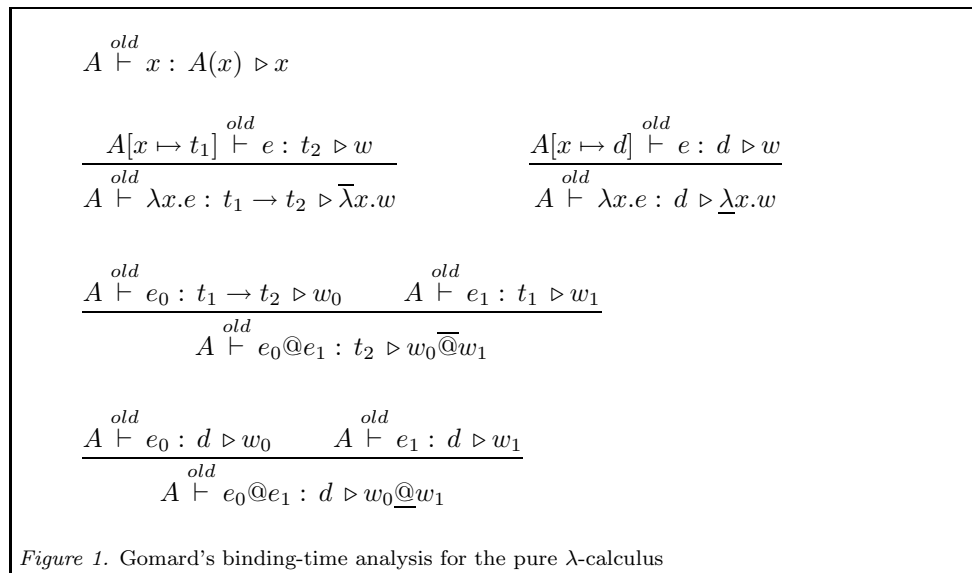 A ⊢^{old} x : A(x) ▷ x
A[x ↦ t₁] ⊢^{old} e : t₂ ▷ w
A ⊢^{old} λx.e : t₁ → t₂ ▷ λ̅x.w
A[x ↦ d] ⊢^{old} e : d ▷ w
A ⊢^{old} λx.e : d ▷ λ̲x.w
A ⊢^{old} e₀ : t₁ → t₂ ▷ w₀ A ⊢^{old} e₁ : t₁ ▷ w₁
A ⊢^{old} e₀@e₁ : t₂ ▷ w₀@̅w₁
A ⊢^{old} e₀ : d ▷ w₀ A ⊢^{old} e₁ : d ▷ w₁
A ⊢^{old} e₀@e₁ : d ▷ w₀@̲w₁
Figure 1. Gomard's binding-time analysis for the pure λ-calculus